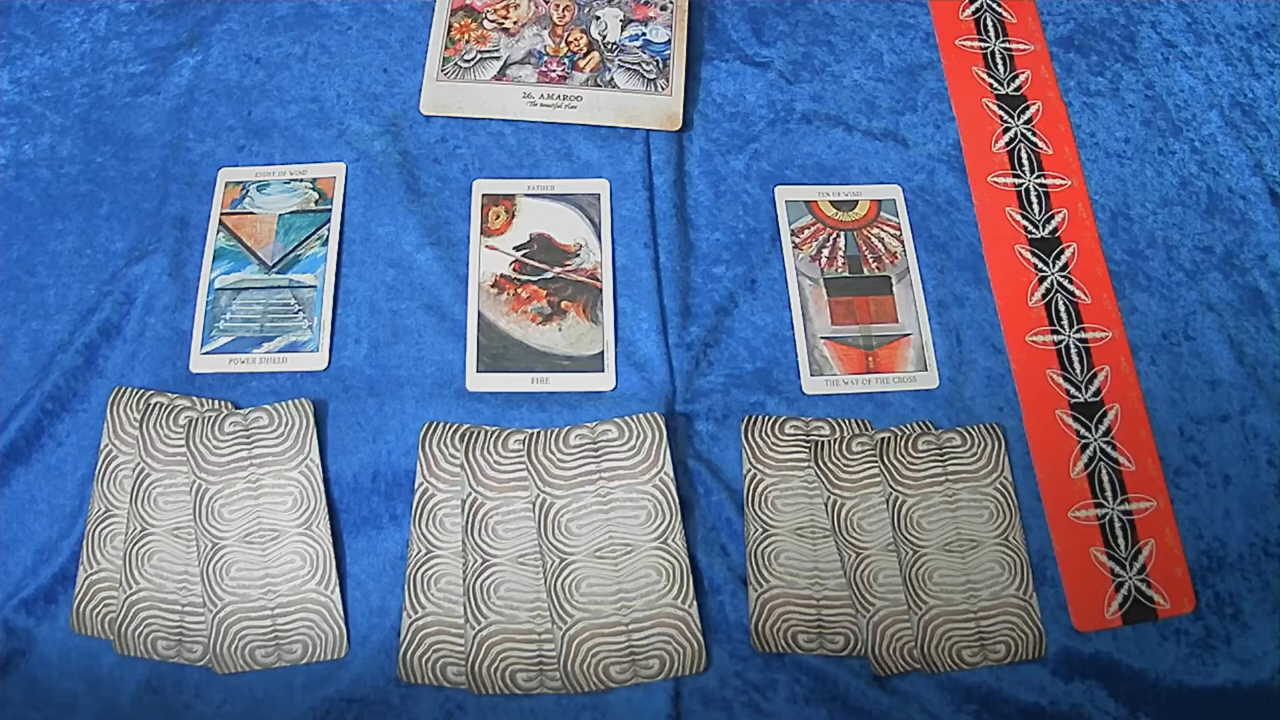 26. AMAROO
The Beautiful Place
EIGHT OF WIND
FATHER
TEN OF WIND
POWER SHIELD
FIRE
THE WAY OF THE CROSS